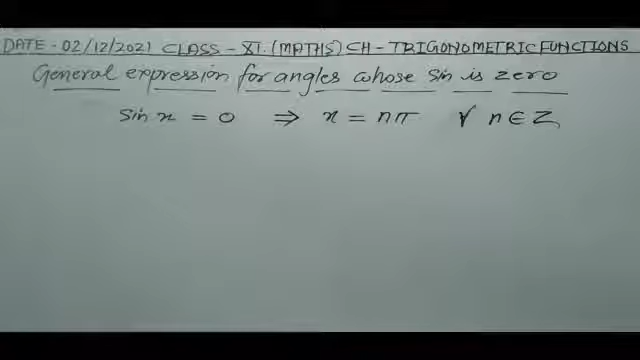 DATE - 02/12/2021 CLASS - XI (MATHS) CH - TRIGONOMETRIC FUNCTIONS
General expression for angles whose sin is zero
sin x = 0 ⇒ x = nπ ∀ n ∈ Z